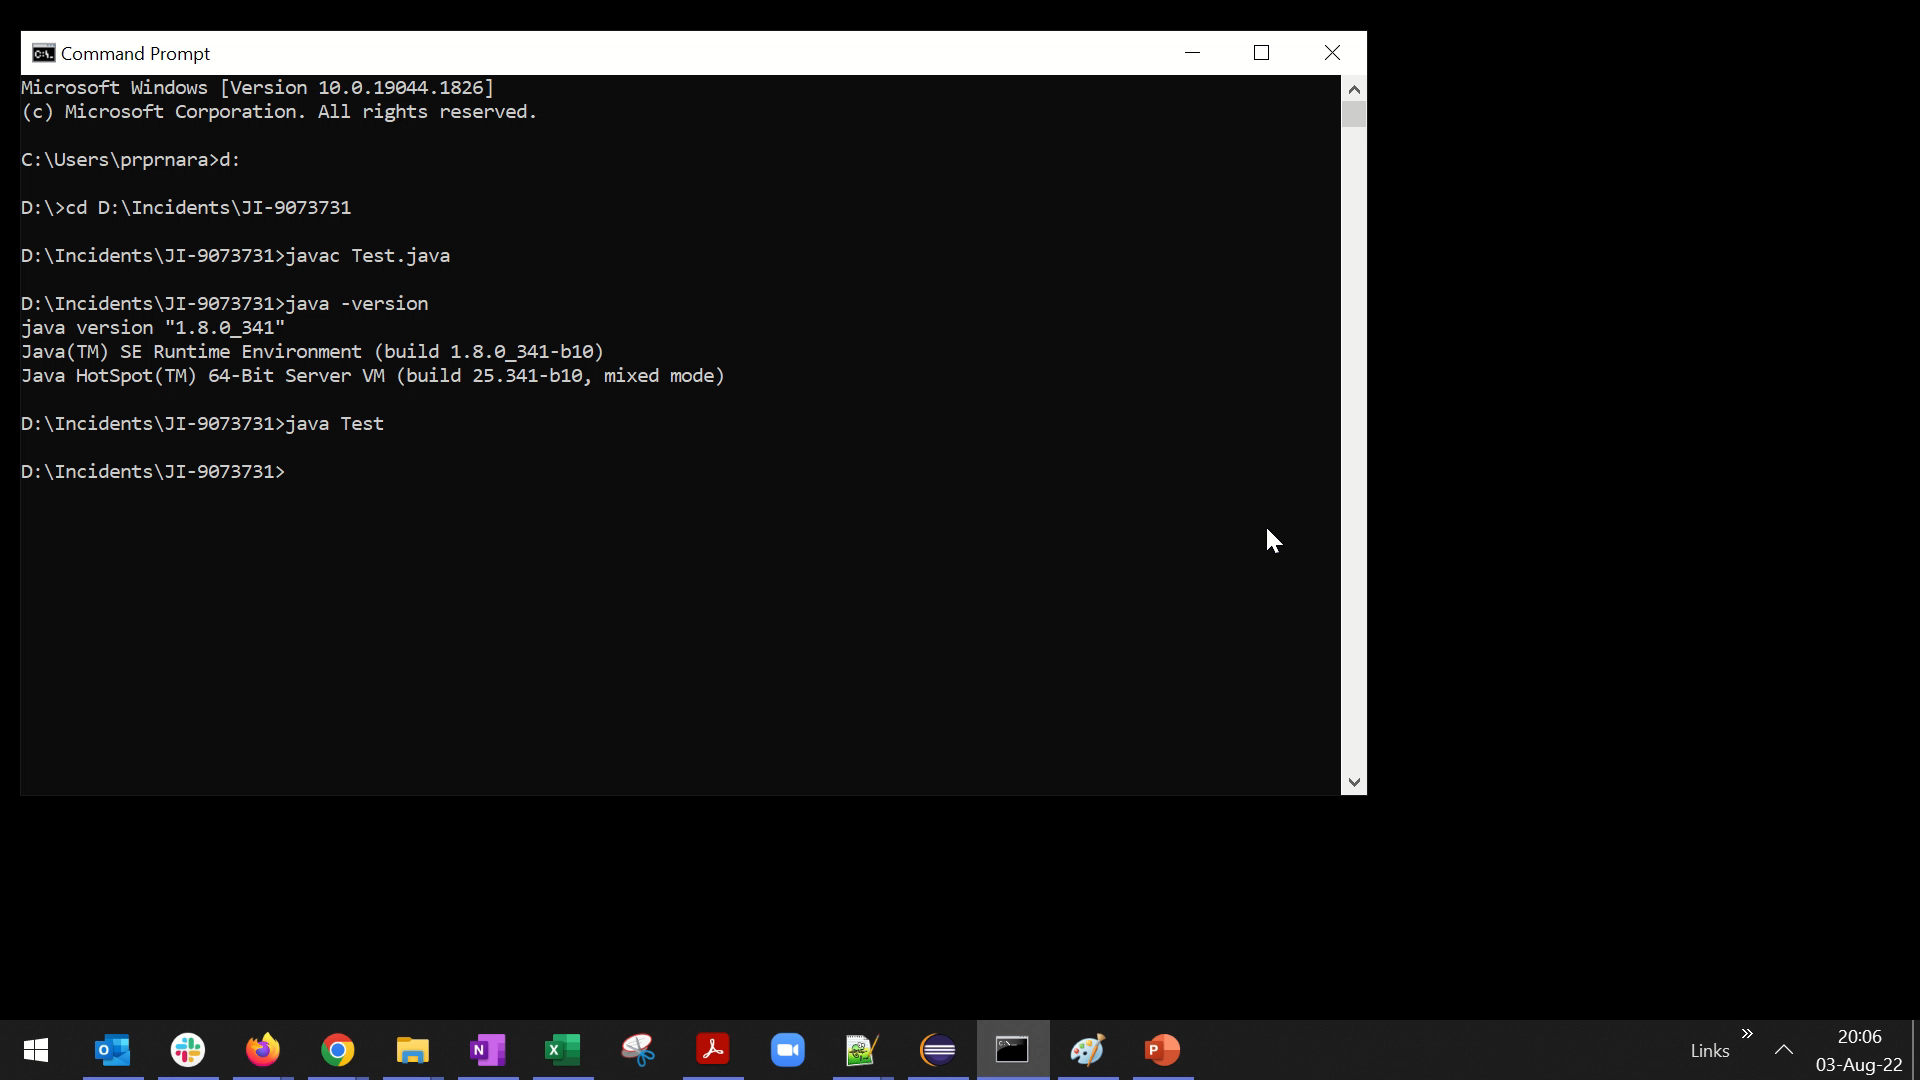 Command Prompt
Microsoft Windows [Version 10.0.19044.1826]
(c) Microsoft Corporation. All rights reserved.
C:\Users\prprnara>d:
D:\>cd D:\Incidents\JI-9073731
D:\Incidents\JI-9073731>javac Test.java
D:\Incidents\JI-9073731>java -version
java version "1.8.0_341"
Java(TM) SE Runtime Environment (build 1.8.0_341-b10)
Java HotSpot(TM) 64-Bit Server VM (build 25.341-b10, mixed mode)
D:\Incidents\JI-9073731>java Test
D:\Incidents\JI-9073731>
Links
20:06
03-Aug-22